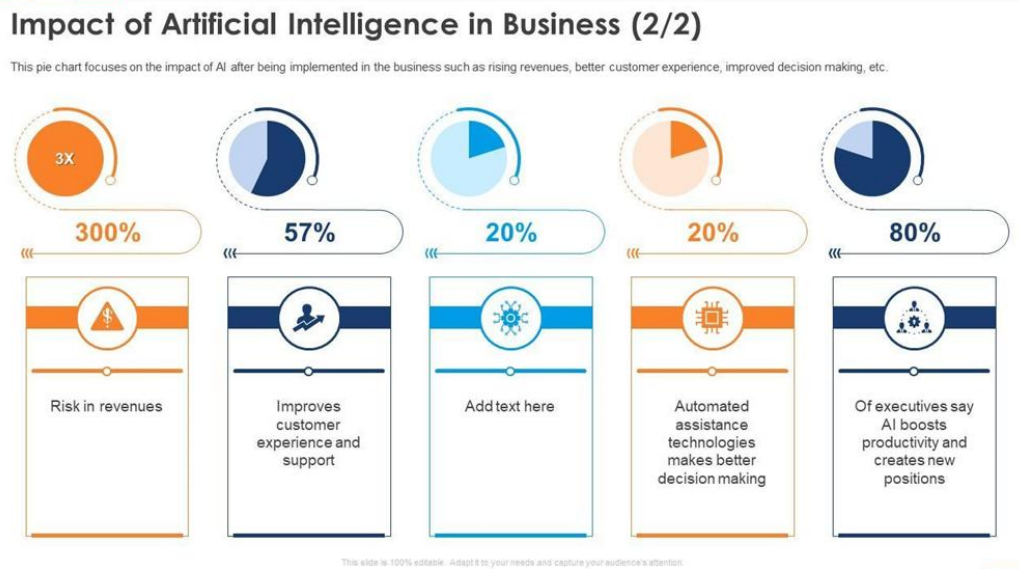 Impact of Artificial Intelligence in Business (2/2)
This pie chart focuses on the impact of AI after being implemented in the business such as rising revenues, better customer experience, improved decision making, etc.
3X
300%
57%
20%
20%
80%
$
Risk in revenues
Improves
customer
experience and
support
Add text here
Automated
assistance
technologies
makes better
decision making
Of executives say
AI boosts
productivity and
creates new
positions
This slide is 100% editable. Adapt it to your needs and capture your audience's attention.